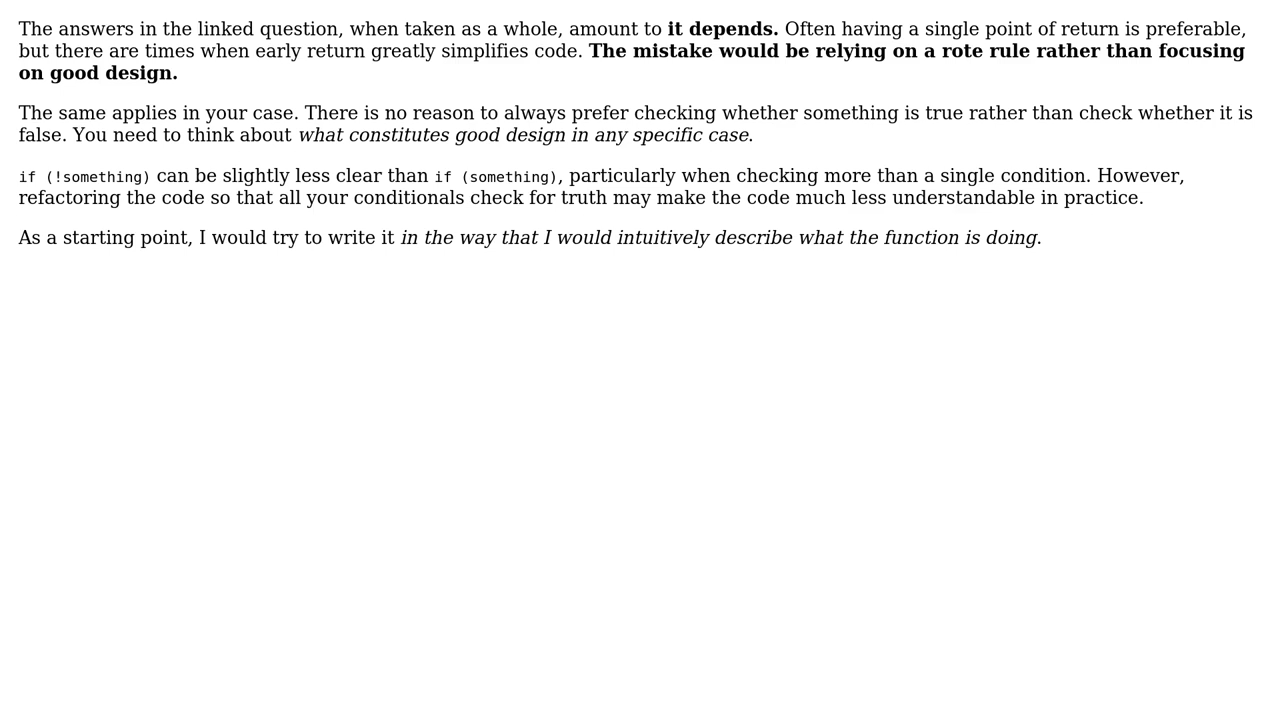 The answers in the linked question, when taken as a whole, amount to it depends. Often having a single point of return is preferable,
but there are times when early return greatly simplifies code. The mistake would be relying on a rote rule rather than focusing
on good design.
The same applies in your case. There is no reason to always prefer checking whether something is true rather than check whether it is
false. You need to think about what constitutes good design in any specific case.
if (!something) can be slightly less clear than if (something), particularly when checking more than a single condition. However,
refactoring the code so that all your conditionals check for truth may make the code much less understandable in practice.
As a starting point, I would try to write it in the way that I would intuitively describe what the function is doing.